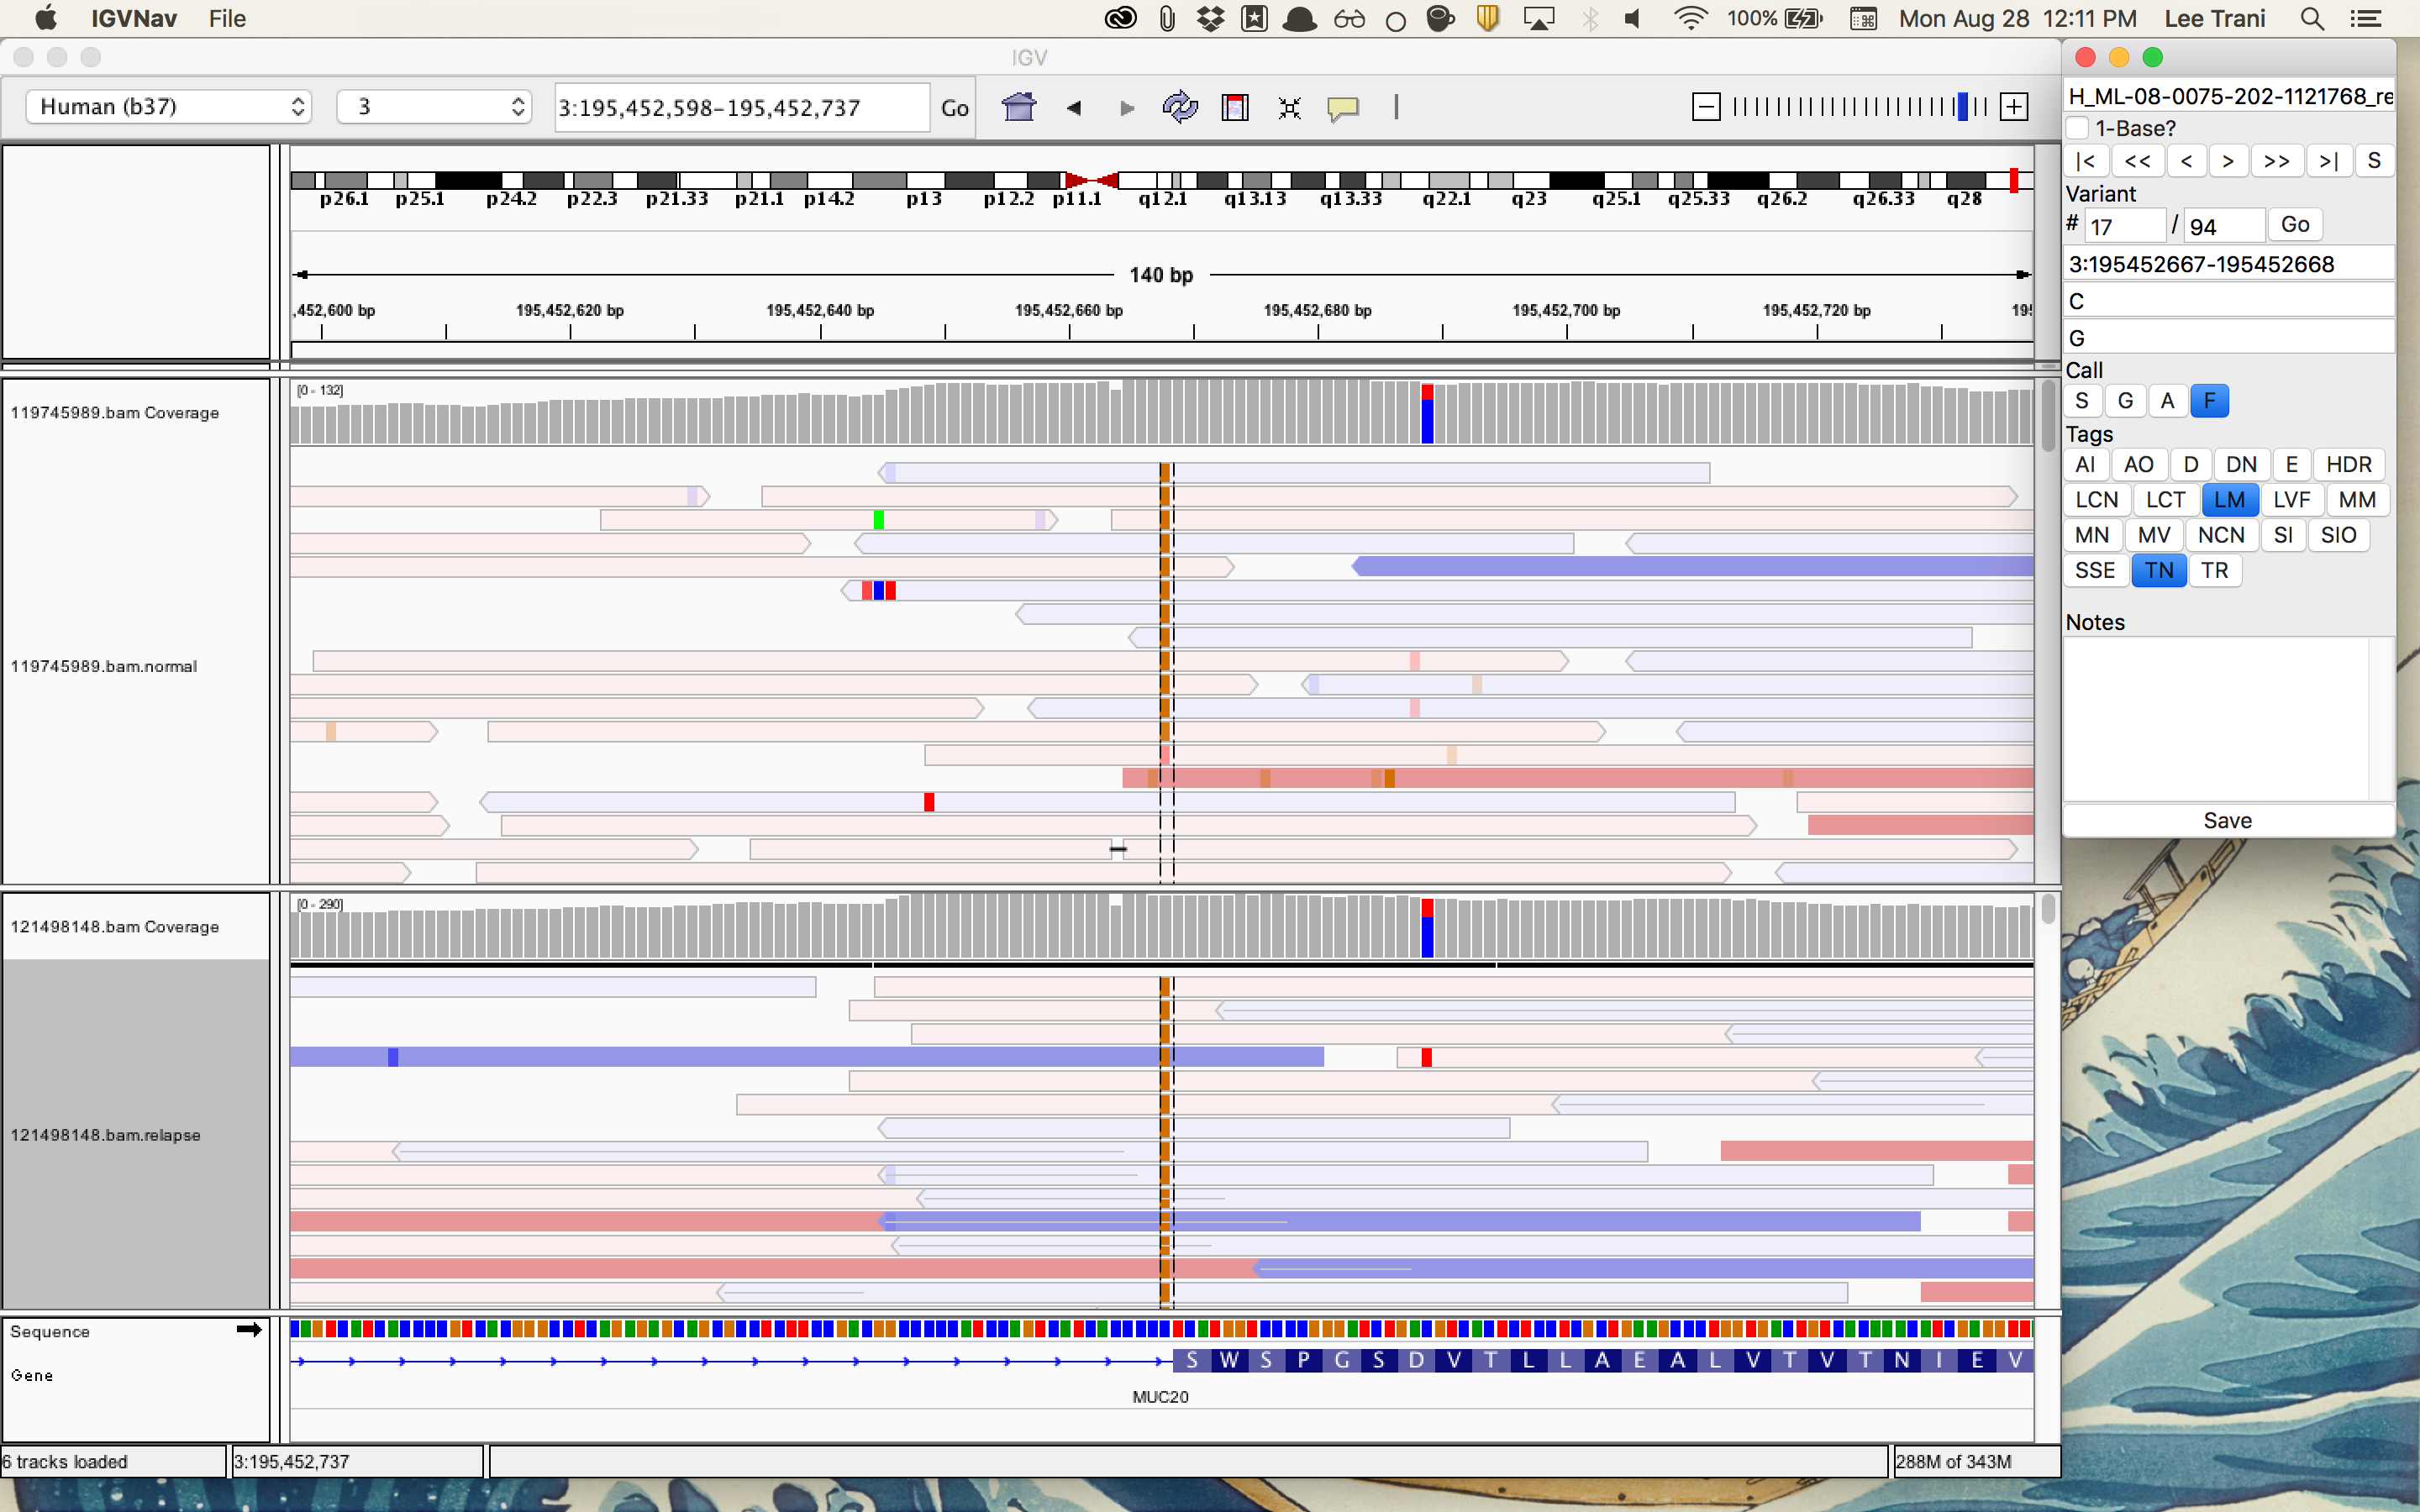 IGVNav File 100% Mon Aug 28 12:11 PM Lee Trani
IGV
Human (b37) 3 3:195,452,598-195,452,737 Go
p26.1 p25.1 p24.2 p22.3 p21.33 p21.1 p14.2 p13 p12.2 p11.1 q12.1 q13.13 q13.33 q22.1 q23 q25.1 q25.33 q26.2 q26.33 q28
140 bp
,452,600 bp 195,452,620 bp 195,452,640 bp 195,452,660 bp 195,452,680 bp 195,452,700 bp 195,452,720 bp 195
[0 - 132]
119745989.bam Coverage
119745989.bam.normal
[0 - 290]
121498148.bam Coverage
121498148.bam.relapse
Sequence
Gene
S W S P G S D V T L L A E A L V T V T N I E V
MUC20
6 tracks loaded 3:195,452,737 288M of 343M
H_ML-08-0075-202-1121768_re
1-Base?
|< << < > >> >| S
Variant
# 17 / 94 Go
3:195452667-195452668
C
G
Call
S G A F
Tags
AI AO D DN E HDR
LCN LCT LM LVF MM
MN MV NCN SI SIO
SSE TN TR
Notes
Save